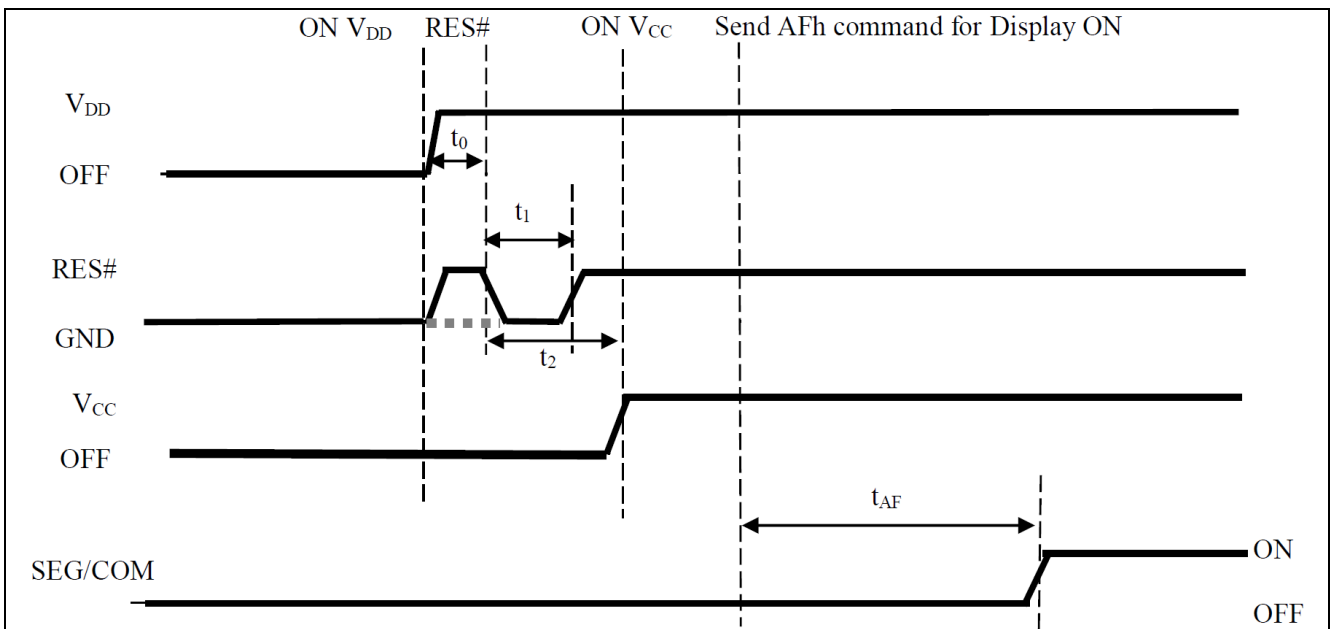 ON VDD RES# ON VCC Send AFh command for Display ON
VDD
t0
OFF
t1
RES#
GND
t2
VCC
OFF
tAF
ON
SEG/COM
OFF